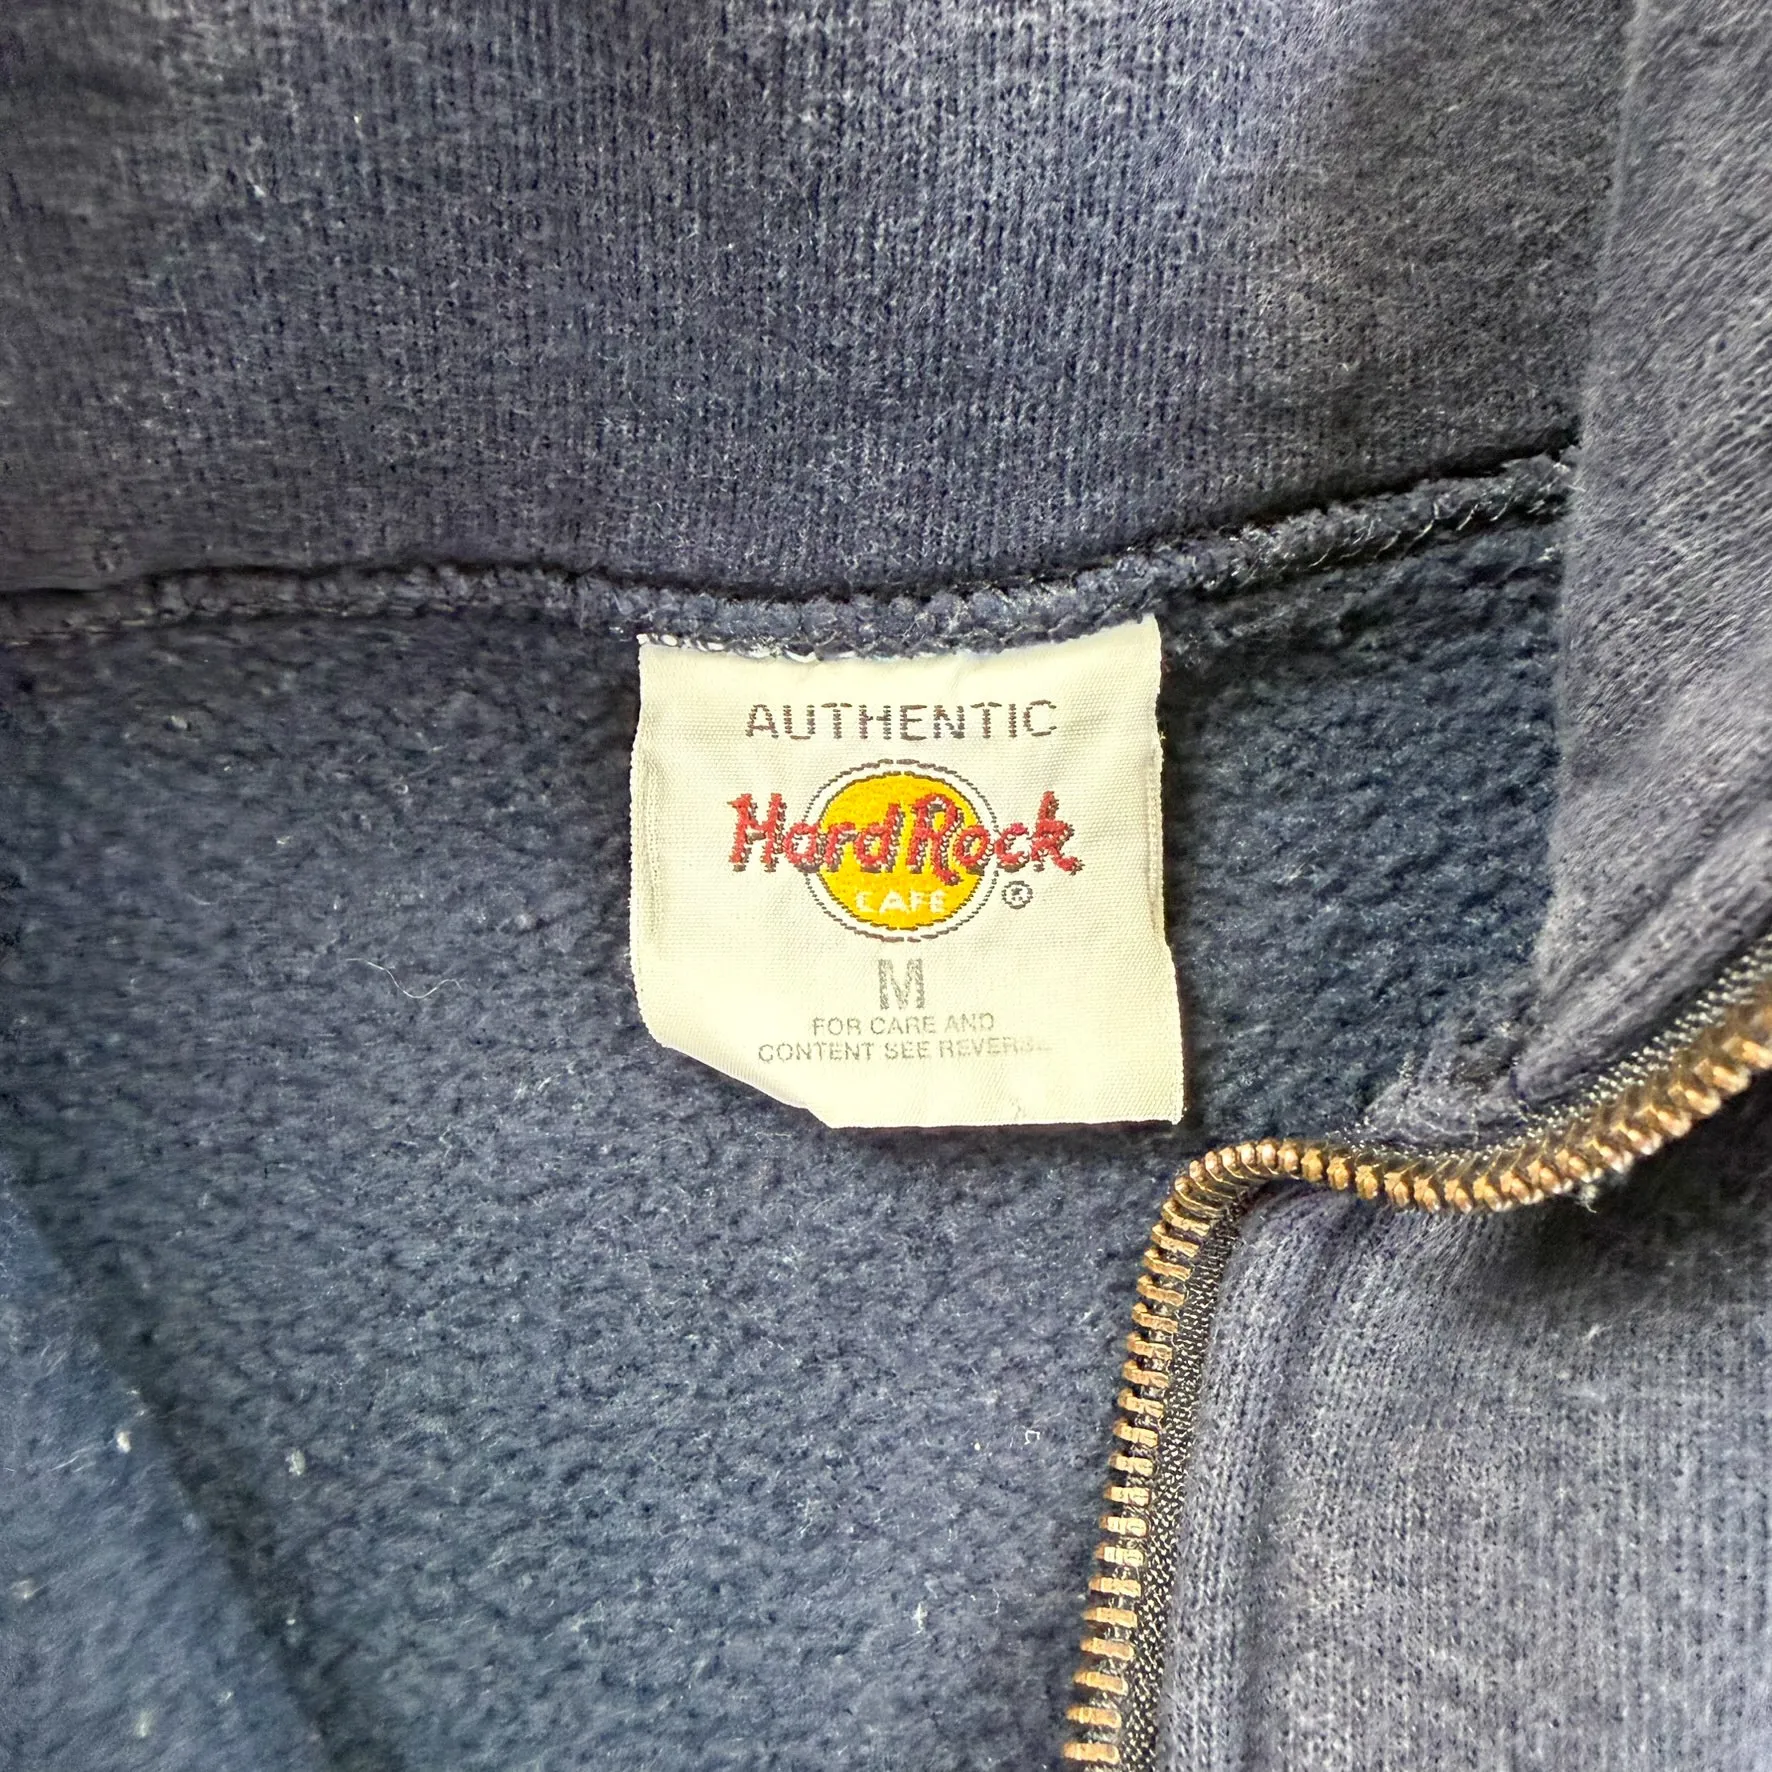 AUTHENTIC
Hard Rock
CAFE ®
M
FOR CARE AND
CONTENT SEE REVERSE